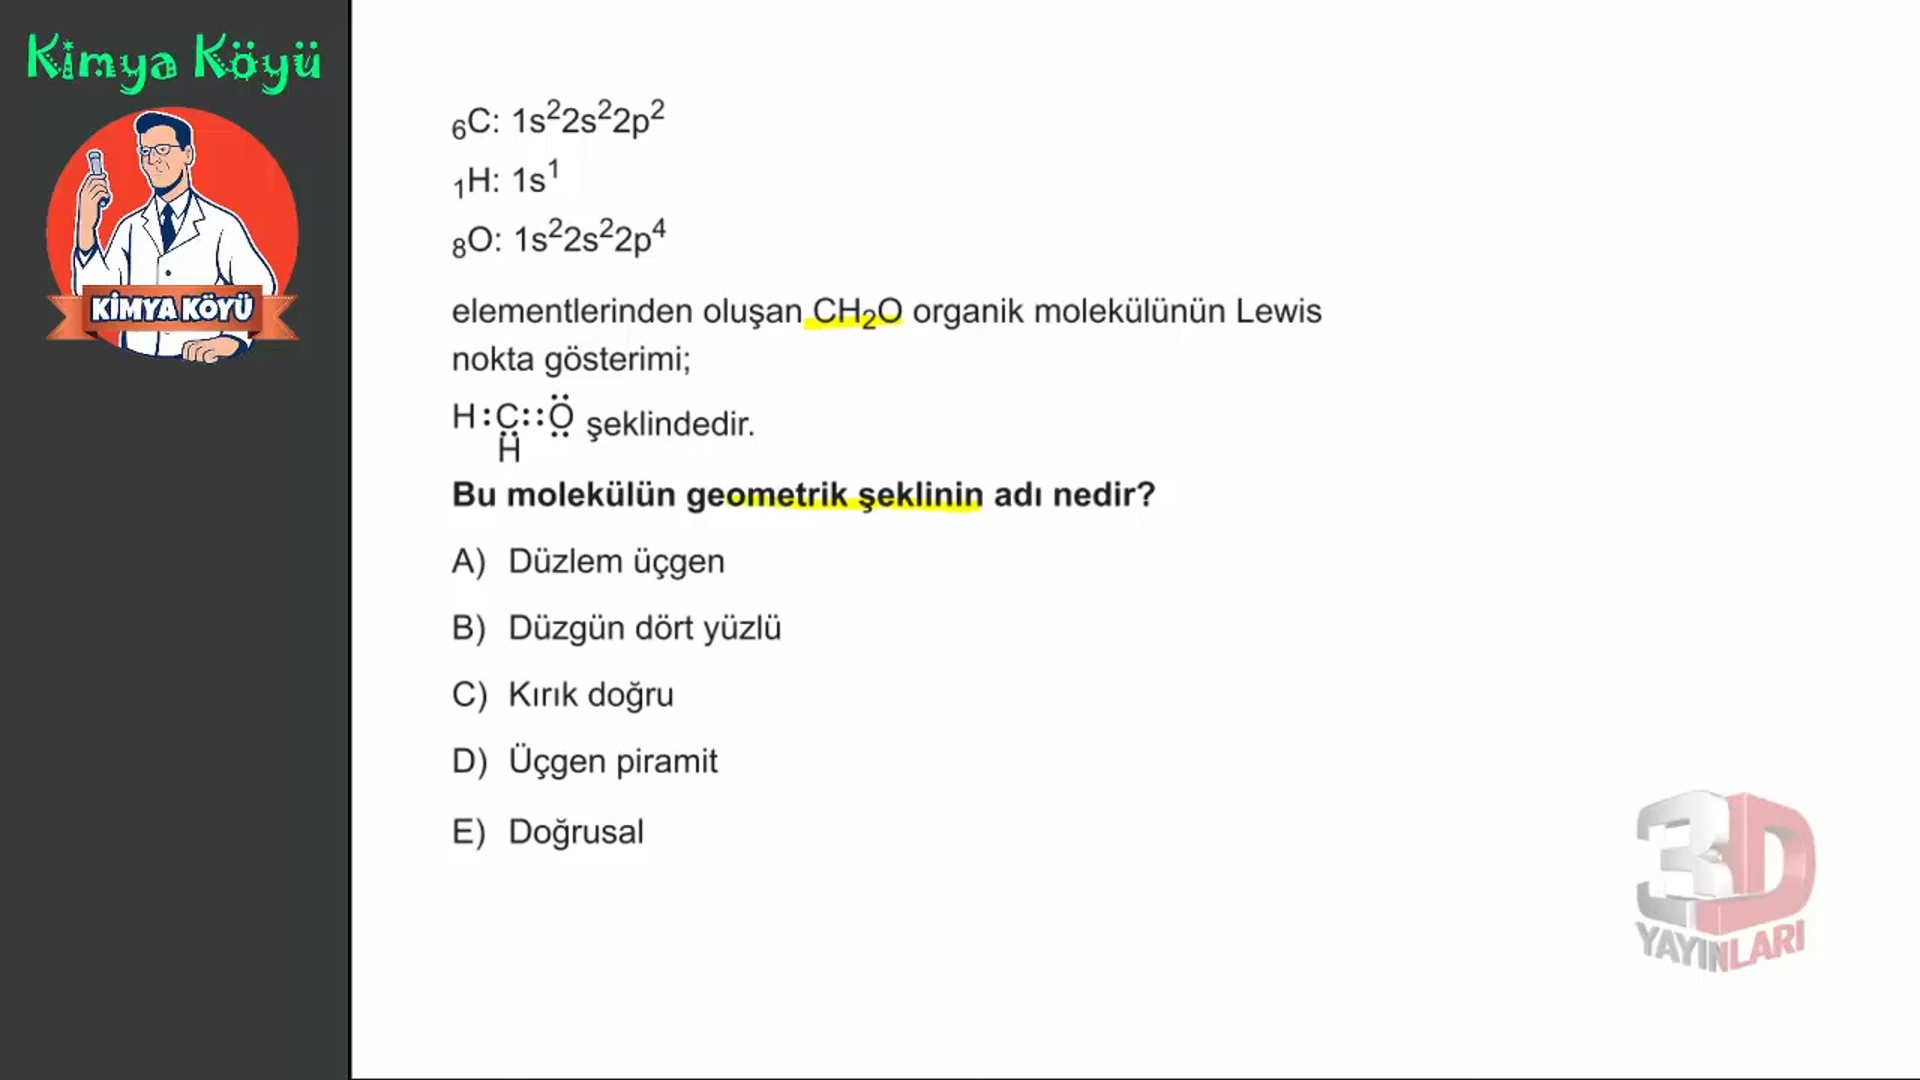 Kimya Köyü
KİMYA KÖYÜ
₆C: 1s²2s²2p²
₁H: 1s¹
₈O: 1s²2s²2p⁴
elementlerinden oluşan CH₂O organik molekülünün Lewis
nokta gösterimi;
H:C::Ö şeklindedir.
H
Bu molekülün geometrik şeklinin adı nedir?
A) Düzlem üçgen
B) Düzgün dört yüzlü
C) Kırık doğru
D) Üçgen piramit
E) Doğrusal
3D
YAYINLARI